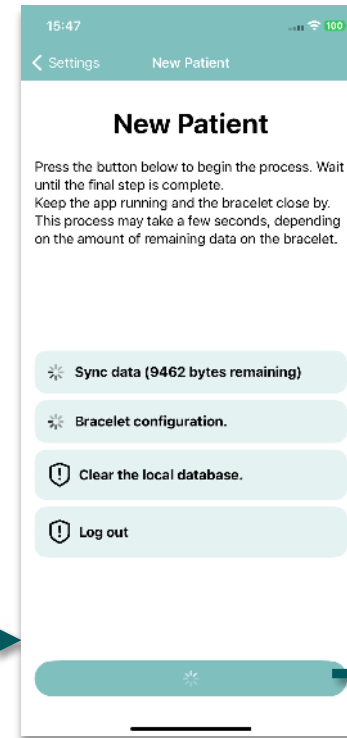 15:47
100
Settings
New Patient
New Patient
Press the button below to begin the process. Wait
until the final step is complete.
Keep the app running and the bracelet close by.
This process may take a few seconds, depending
on the amount of remaining data on the bracelet.
Sync data (9462 bytes remaining)
Bracelet configuration.
Clear the local database.
Log out